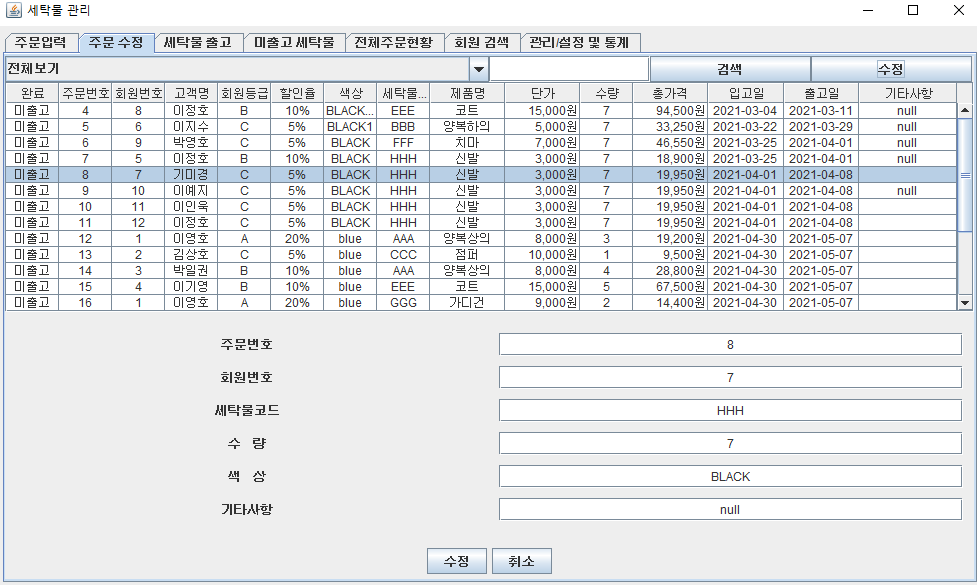 세탁물 관리
주문입력 주문 수정 세탁물 출고 미출고 세탁물 전체주문현황 회원 검색 관리/설정 및 통계
전체보기 검색 수정
완료 주문번호 회원번호 고객명 회원등급 할인율 색상 세탁물... 제품명 단가 수량 총가격 입고일 출고일 기타사항
미출고 4 8 이정호 B 10% BLACK... EEE 코트 15,000원 7 94,500원 2021-03-04 2021-03-11 null
미출고 5 6 이지수 C 5% BLACK1 BBB 양복하의 5,000원 7 33,250원 2021-03-22 2021-03-29 null
미출고 6 9 박영호 C 5% BLACK FFF 치마 7,000원 7 46,550원 2021-03-25 2021-04-01 null
미출고 7 5 이정호 B 10% BLACK HHH 신발 3,000원 7 18,900원 2021-03-25 2021-04-01 null
미출고 8 7 기미경 C 5% BLACK HHH 신발 3,000원 7 19,950원 2021-04-01 2021-04-08
미출고 9 10 이예지 C 5% BLACK HHH 신발 3,000원 7 19,950원 2021-04-01 2021-04-08 null
미출고 10 11 이인욱 C 5% BLACK HHH 신발 3,000원 7 19,950원 2021-04-01 2021-04-08
미출고 11 12 이정호 C 5% BLACK HHH 신발 3,000원 7 19,950원 2021-04-01 2021-04-08
미출고 12 1 이영호 A 20% blue AAA 양복상의 8,000원 3 19,200원 2021-04-30 2021-05-07
미출고 13 2 김상호 C 5% blue CCC 점퍼 10,000원 1 9,500원 2021-04-30 2021-05-07
미출고 14 3 박일권 B 10% blue AAA 양복상의 8,000원 4 28,800원 2021-04-30 2021-05-07
미출고 15 4 이기영 B 10% blue EEE 코트 15,000원 5 67,500원 2021-04-30 2021-05-07
미출고 16 1 이영호 A 20% blue GGG 가디건 9,000원 2 14,400원 2021-04-30 2021-05-07
주문번호 8
회원번호 7
세탁물코드 HHH
수 량 7
색 상 BLACK
기타사항 null
수정 취소